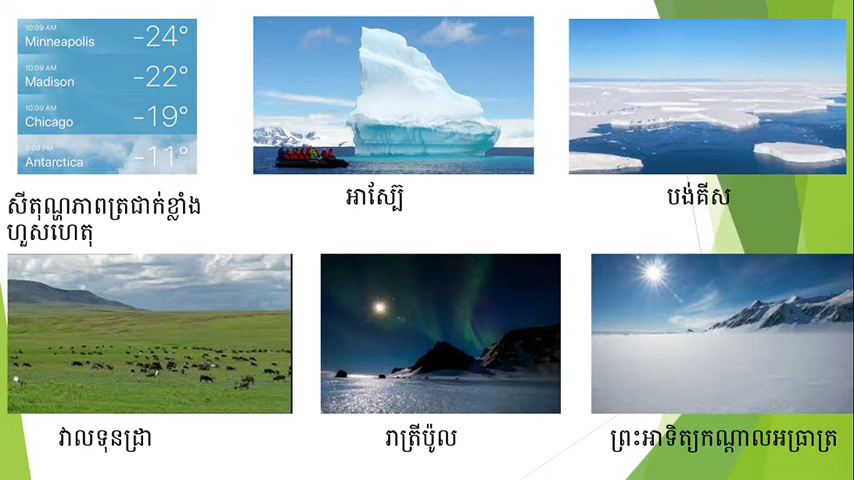 10:09 AM
Minneapolis -24°
10:09 AM
Madison -22°
10:09 AM
Chicago -19°
5:09 PM
Antarctica -11°
សីតុណ្ហភាពត្រជាក់ខ្លាំង
ហួសហេតុ
អាស្ប៊ែ
បង់គីស
វាលទុនដ្រា
រាត្រីប៉ូល
ព្រះអាទិត្យកណ្ដាលអធ្រាត្រ